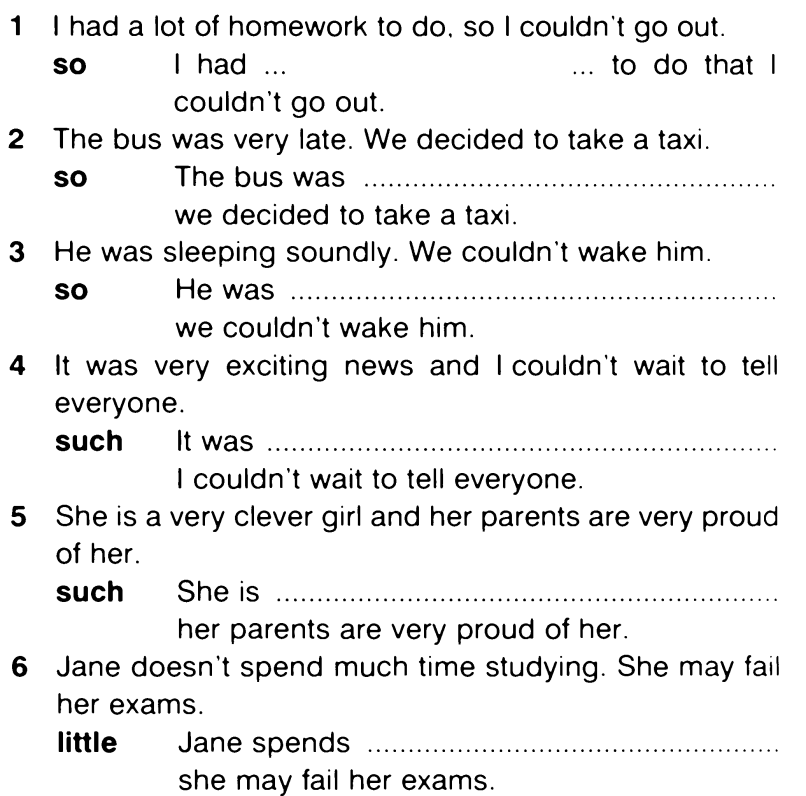 1 I had a lot of homework to do, so I couldn't go out.
so I had ... ... to do that I
couldn't go out.
2 The bus was very late. We decided to take a taxi.
so The bus was ....................................................
we decided to take a taxi.
3 He was sleeping soundly. We couldn't wake him.
so He was .............................................................
we couldn't wake him.
4 It was very exciting news and I couldn't wait to tell
everyone.
such It was ................................................................
I couldn't wait to tell everyone.
5 She is a very clever girl and her parents are very proud
of her.
such She is ...............................................................
her parents are very proud of her.
6 Jane doesn't spend much time studying. She may fail
her exams.
little Jane spends ....................................................
she may fail her exams.